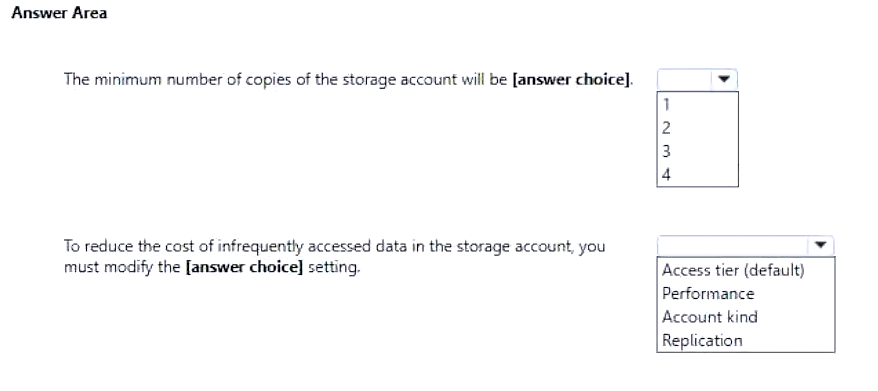 Answer Area
The minimum number of copies of the storage account will be [answer choice].
1
2
3
4
To reduce the cost of infrequently accessed data in the storage account, you
must modify the [answer choice] setting.
Access tier (default)
Performance
Account kind
Replication